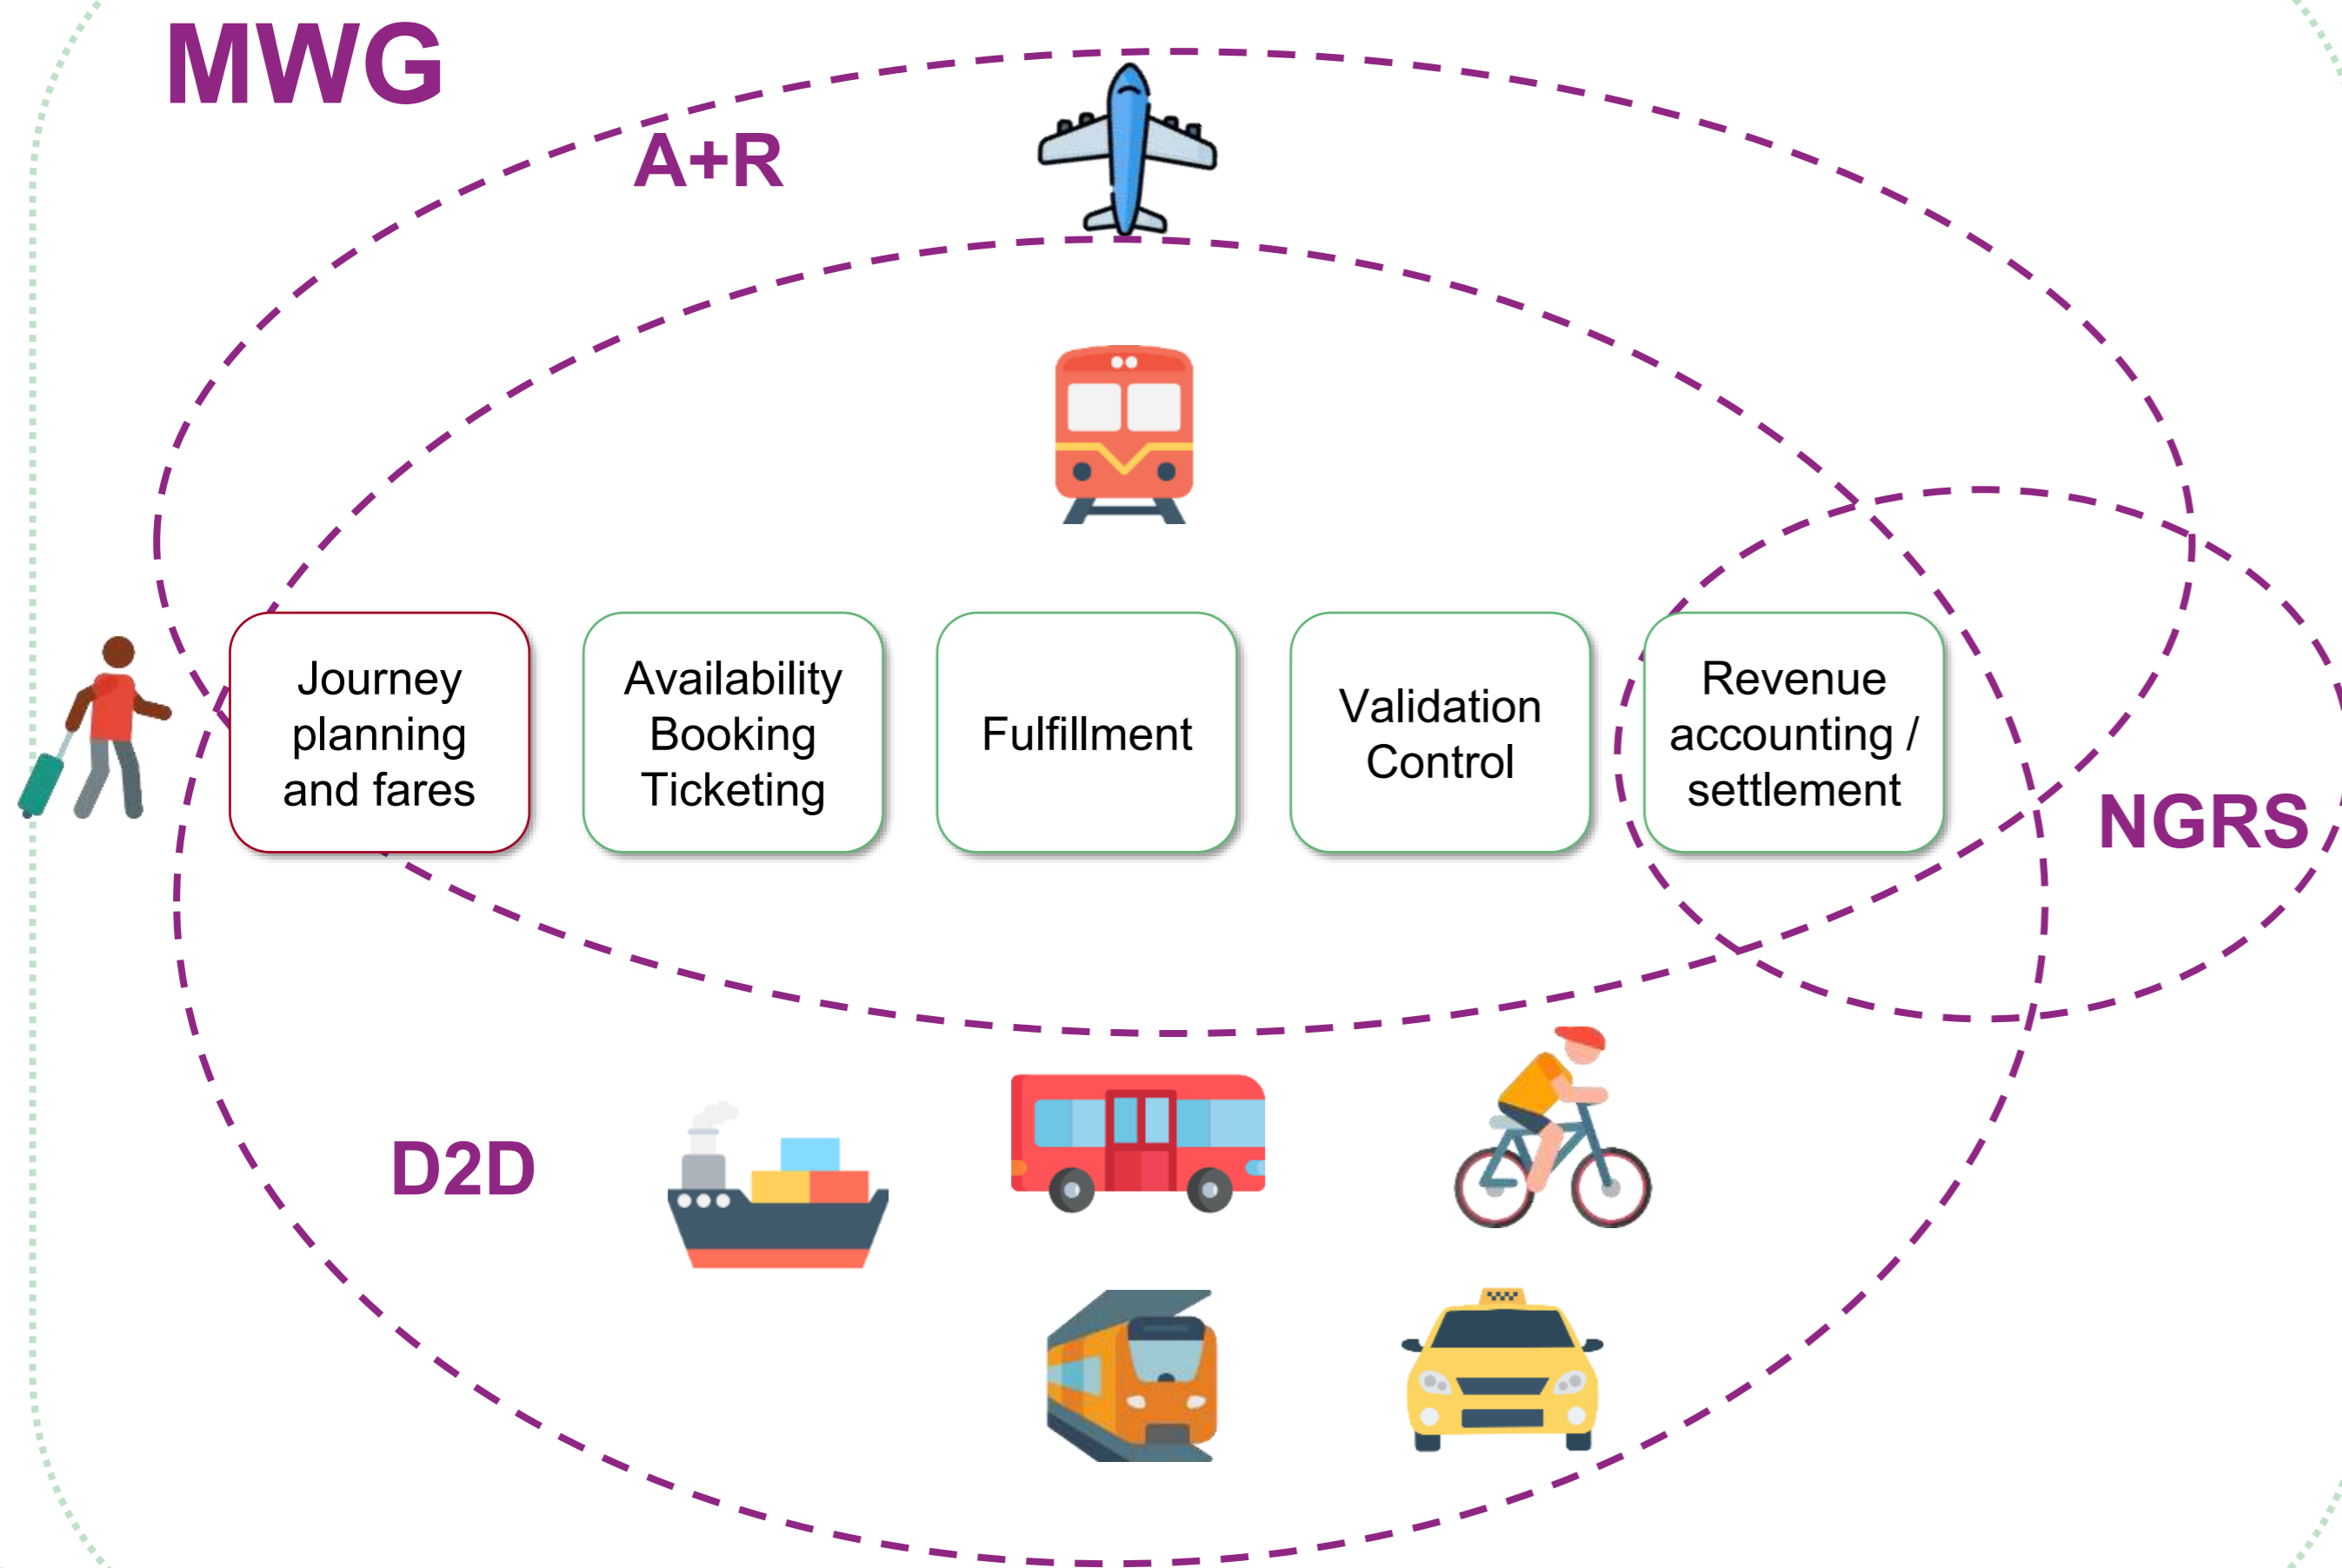 MWG
A+R
Journey
planning
and fares
Availability
Booking
Ticketing
Fulfillment
Validation
Control
Revenue
accounting /
settlement
NGRS
D2D